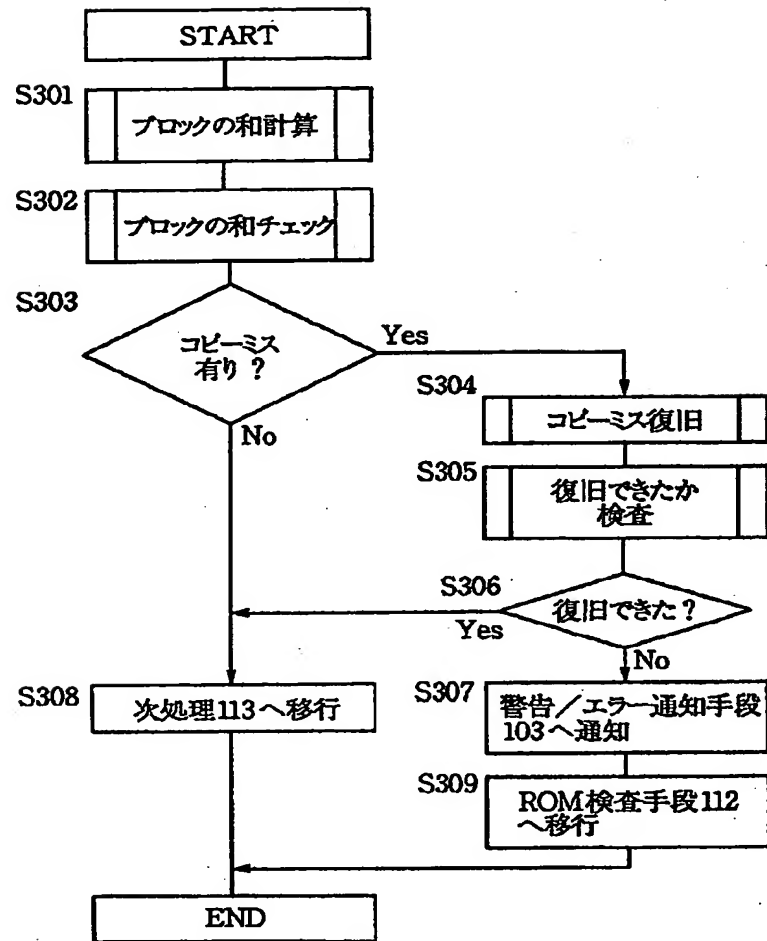 START
S301
ブロックの和計算
S302
ブロックの和チェック
S303
コピーミス
有り？
Yes
No
S304
コピーミス復旧
S305
復旧できたか
検査
S306
復旧できた？
Yes
No
S308
次処理113へ移行
S307
警告／エラー通知手段
103へ通知
S309
ROM検査手段112
へ移行
END